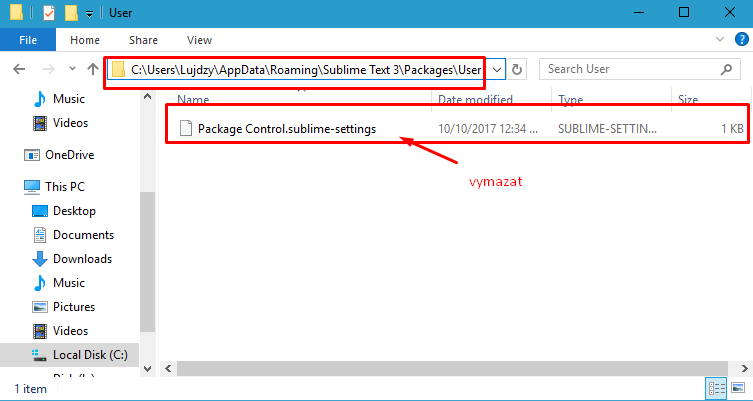 User
File
Home
Share
View
C:\Users\Lujdzy\AppData\Roaming\Sublime Text 3\Packages\User
Search User
Name
Date modified
Type
Size
Music
Videos
OneDrive
This PC
Desktop
Documents
Downloads
Music
Pictures
Videos
Local Disk (C:)
Package Control.sublime-settings
10/10/2017 12:34 ...
SUBLIME-SETTIN...
1 KB
vymazat
1 item